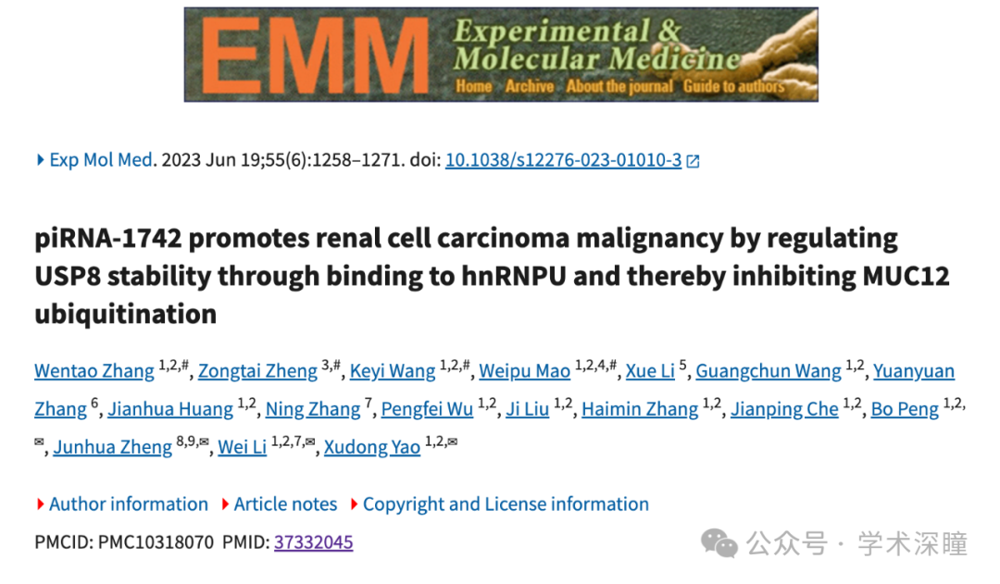 EMM
Experimental &
Molecular Medicine
Home Archive About the journal Guide to authors
Exp Mol Med. 2023 Jun 19;55(6):1258–1271. doi: 10.1038/s12276-023-01010-3
piRNA-1742 promotes renal cell carcinoma malignancy by regulating
USP8 stability through binding to hnRNPU and thereby inhibiting MUC12
ubiquitination
Wentao Zhang 1,2,#, Zongtai Zheng 3,#, Keyi Wang 1,2,#, Weipu Mao 1,2,4,#, Xue Li 5, Guangchun Wang 1,2, Yuanyuan
Zhang 6, Jianhua Huang 1,2, Ning Zhang 7, Pengfei Wu 1,2, Ji Liu 1,2, Haimin Zhang 1,2, Jianping Che 1,2, Bo Peng 1,2,
✉, Junhua Zheng 8,9,✉, Wei Li 1,2,7,✉, Xudong Yao 1,2,✉
Author information Article notes Copyright and License information
PMCID: PMC10318070 PMID: 37332045
公众号 · 学术深瞳